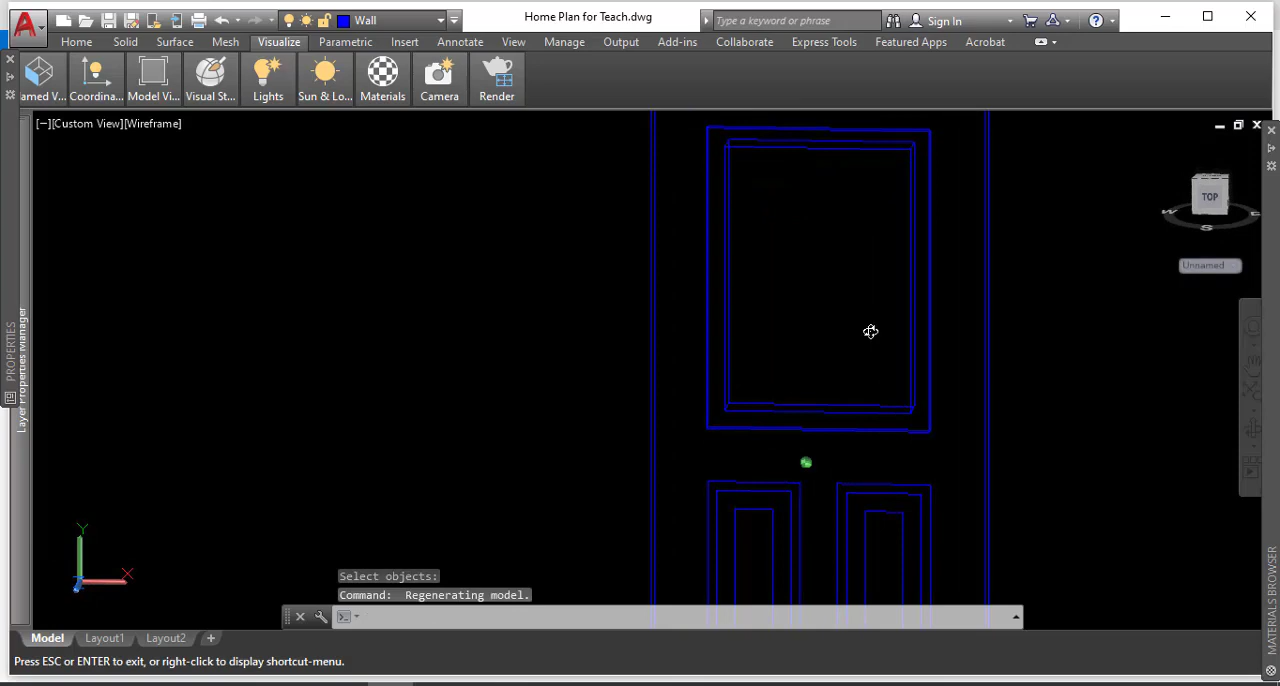 Wall
Home Plan for Teach.dwg
Type a keyword or phrase
Sign In
Home Solid Surface Mesh Visualize Parametric Insert Annotate View Manage Output Add-ins Collaborate Express Tools Featured Apps Acrobat
amed V... Coordina... Model Vi... Visual St... Lights Sun & Lo... Materials Camera Render
[−][Custom View][Wireframe]
TOP
W
S
E
Unnamed
PROPERTIES
Layer Properties Manager
MATERIALS BROWSER
Y
X
Select objects:
Command: Regenerating model.
Model Layout1 Layout2 +
Press ESC or ENTER to exit, or right-click to display shortcut-menu.